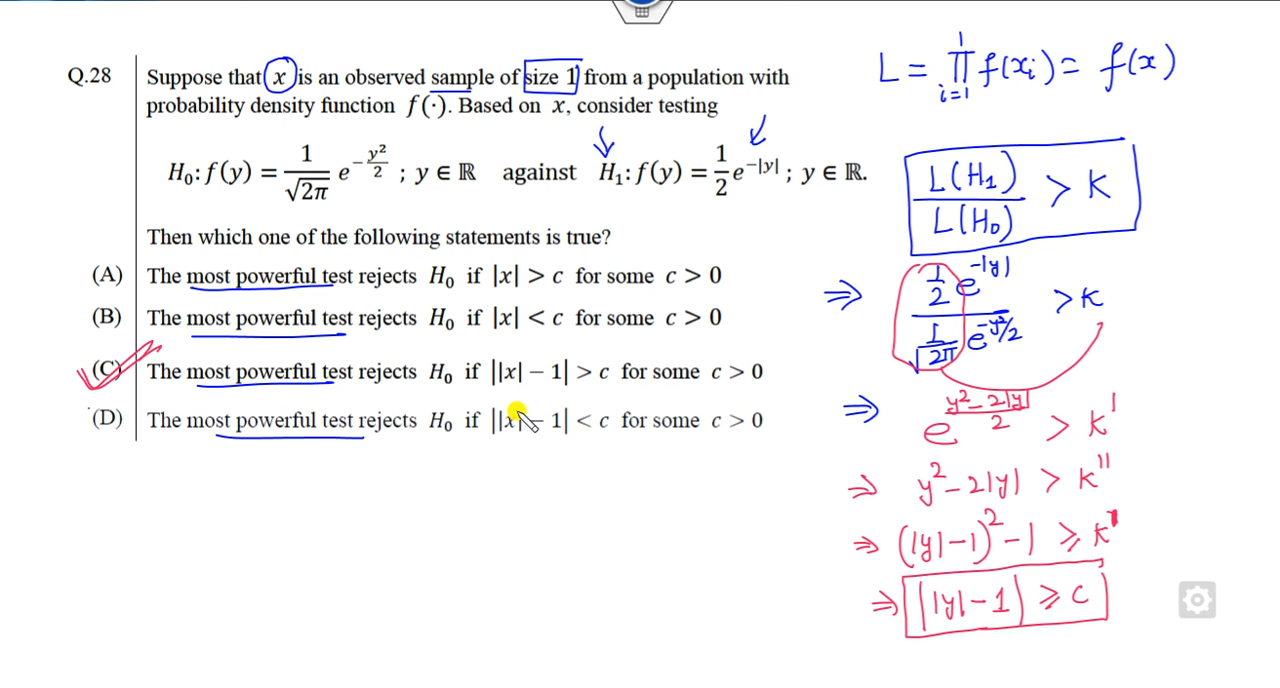 Q.28
Suppose that x is an observed sample of size 1 from a population with
probability density function f(·). Based on x, consider testing
H₀: f(y) = 1/√2π e^(−y²/2) ; y ∈ ℝ against H₁: f(y) = 1/2 e^(−|y|) ; y ∈ ℝ.
Then which one of the following statements is true?
(A) The most powerful test rejects H₀ if |x| > c for some c > 0
(B) The most powerful test rejects H₀ if |x| < c for some c > 0
(C) The most powerful test rejects H₀ if ||x| − 1| > c for some c > 0
(D) The most powerful test rejects H₀ if ||x| − 1| < c for some c > 0
L = ∏_(i=1)^1 f(xᵢ) = f(x)
L(H₁) / L(H₀) > K
⇒ (1/2 e^(−|y|)) / (1/√2π e^(−y²/2)) > K
⇒ e^((y²−2|y|)/2) > K'
⇒ y² − 2|y| > K''
⇒ (|y|−1)² − 1 ≥ K''
⇒ ||y|−1| ≥ c